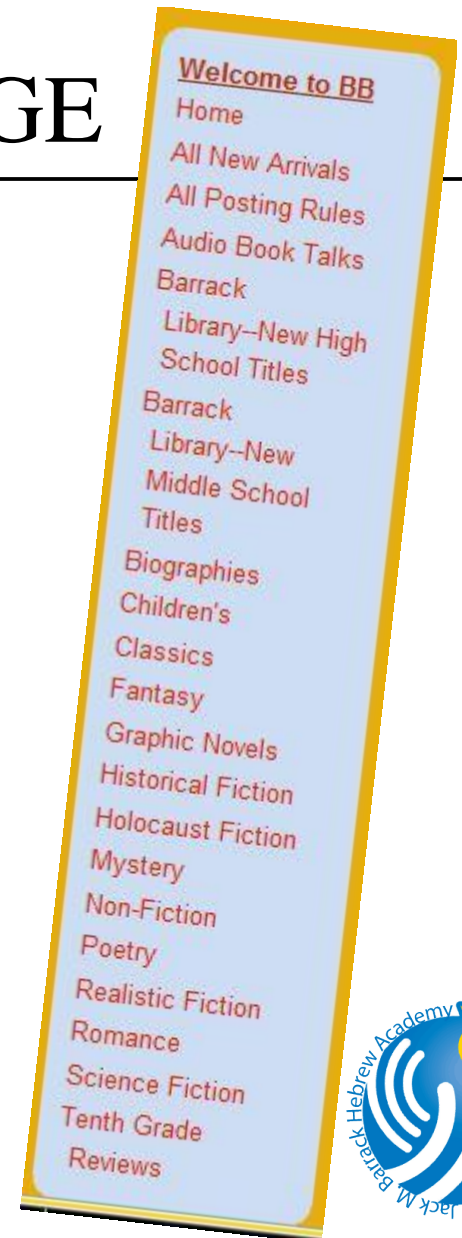 GE
Welcome to BB
Home
All New Arrivals
All Posting Rules
Audio Book Talks
Barrack
Library--New High
School Titles
Barrack
Library--New
Middle School
Titles
Biographies
Children's
Classics
Fantasy
Graphic Novels
Historical Fiction
Holocaust Fiction
Mystery
Non-Fiction
Poetry
Realistic Fiction
Romance
Science Fiction
Tenth Grade
Reviews
Jack M. Barrack Hebrew Academy